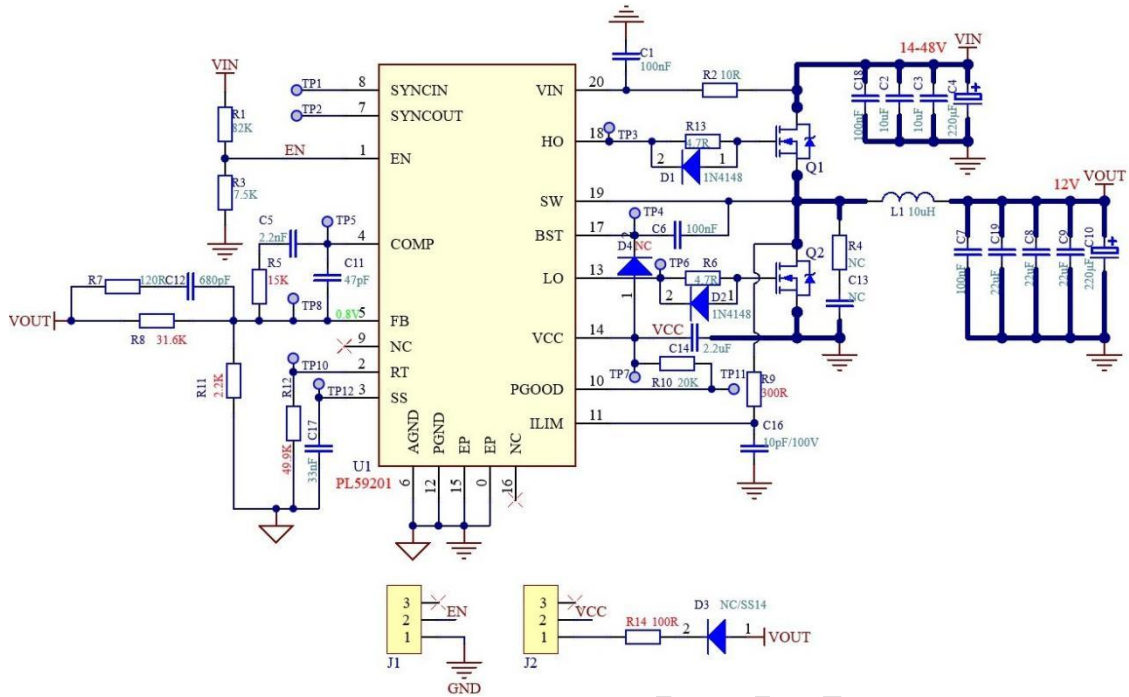 VIN
R1
82K
EN
R3
7.5K
TP1
TP2
8 SYNCIN
7 SYNCOUT
1 EN
4 COMP
5 FB
9 NC
2 RT
3 SS
C5
2.2nF
TP5
R5
15K
C11
47pF
R7 120R
C12 680pF
VOUT
R8 31.6K
TP8
0.8V
R11
2.2K
TP10
R12
49.9K
TP12
C17
33nF
U1
PL59201
AGND 6
PGND 12
EP 15
EP 0
NC 16
VIN 20
HO 18
SW 19
BST 17
LO 13
VCC 14
PGOOD 10
ILIM 11
C1
100nF
R2 10R
TP3
R13
4.7R
2 1
D1 1N4148
Q1
TP4
C6 100nF
D4 NC
2
1
TP6
R6
4.7R
2 1
D2
1N4148
Q2
VCC
C14 2.2uF
TP7
R10 20K
TP11
R9
300R
C16
10pF/100V
R4
NC
C13
NC
L1 10uH
14-48V
VIN
C18
100nF
C2
10uF
C3
10uF
C4
220μF
+
12V
VOUT
C7
100nF
C19
22uF
C8
22uF
C9
22uF
C10
220μF
+
3
2 EN
1
J1
GND
3
2 VCC
1
J2
R14 100R
D3 NC/SS14
2 1
VOUT